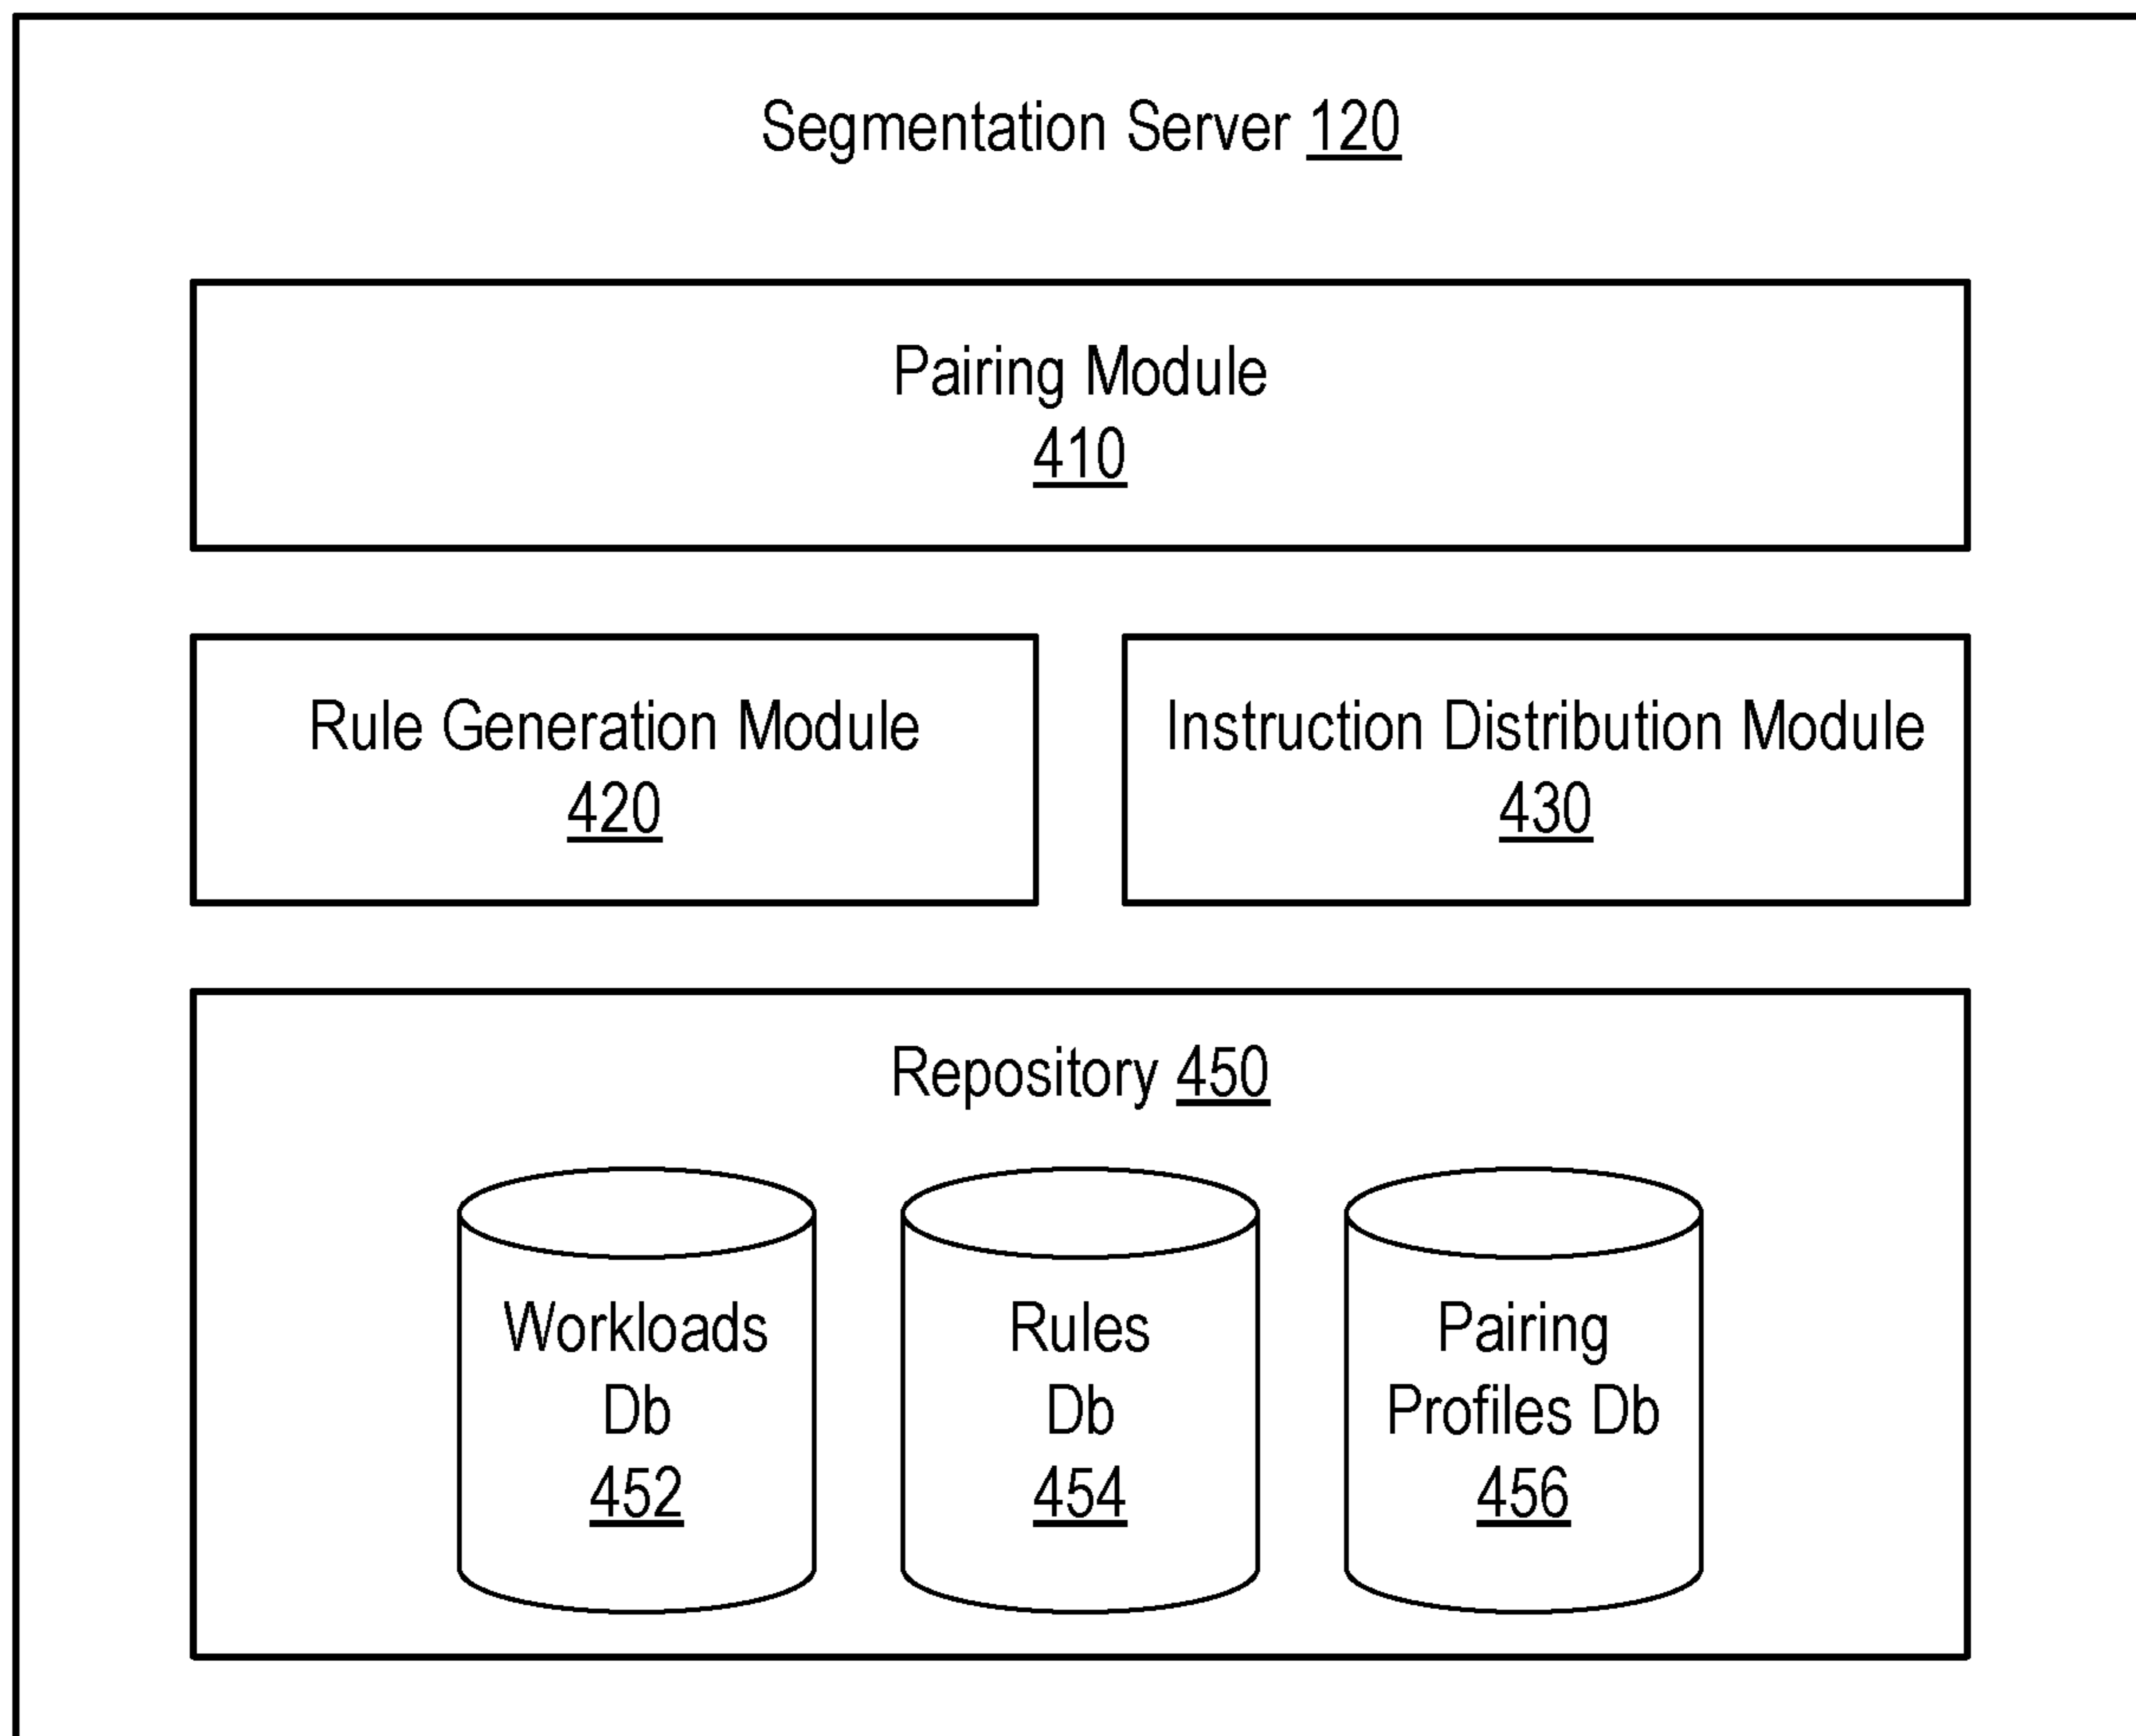 Segmentation Server 120
Pairing Module
410
Rule Generation Module
420
Instruction Distribution Module
430
Repository 450
Workloads
Db
452
Rules
Db
454
Pairing
Profiles Db
456